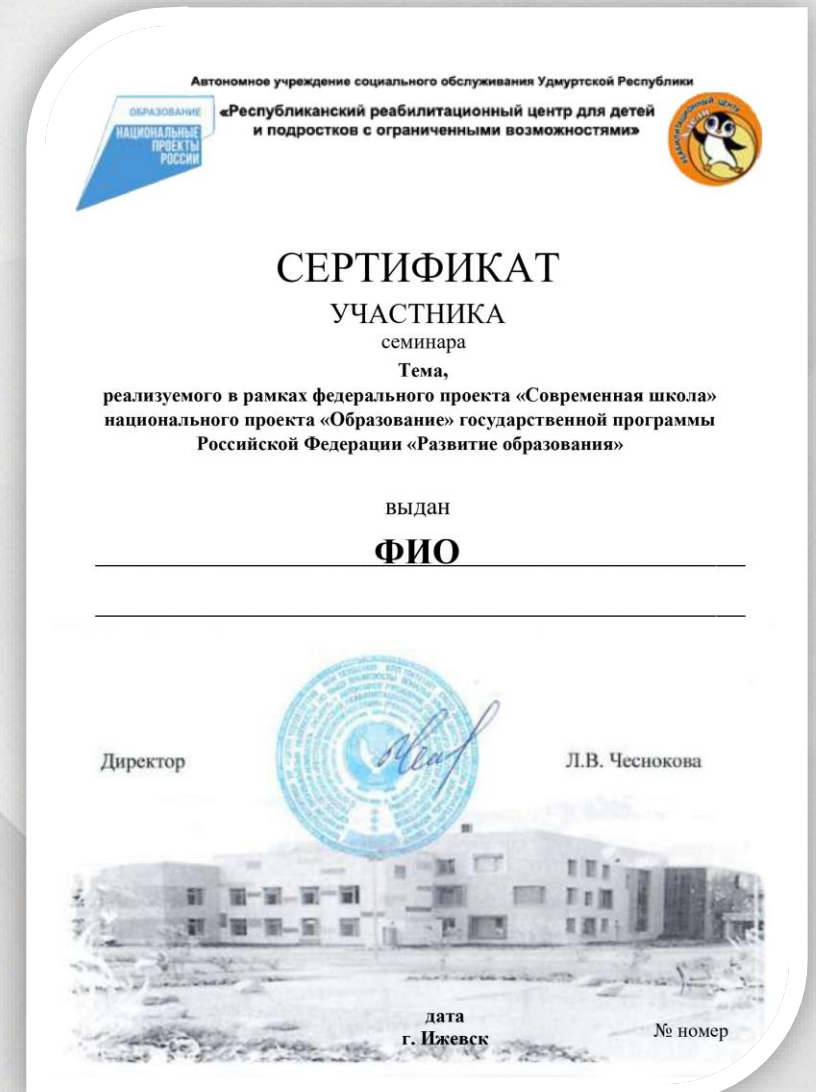 Автономное учреждение социального обслуживания Удмуртской Республики
ОБРАЗОВАНИЕ
НАЦИОНАЛЬНЫЕ
ПРОЕКТЫ
РОССИИ
«Республиканский реабилитационный центр для детей
и подростков с ограниченными возможностями»
РЕАБИЛИТАЦИОННЫЙ ЦЕНТР
СЕРТИФИКАТ
УЧАСТНИКА
семинара
Тема,
реализуемого в рамках федерального проекта «Современная школа»
национального проекта «Образование» государственной программы
Российской Федерации «Развитие образования»
выдан
ФИО
Директор
Л.В. Чеснокова
дата
г. Ижевск
№ номер